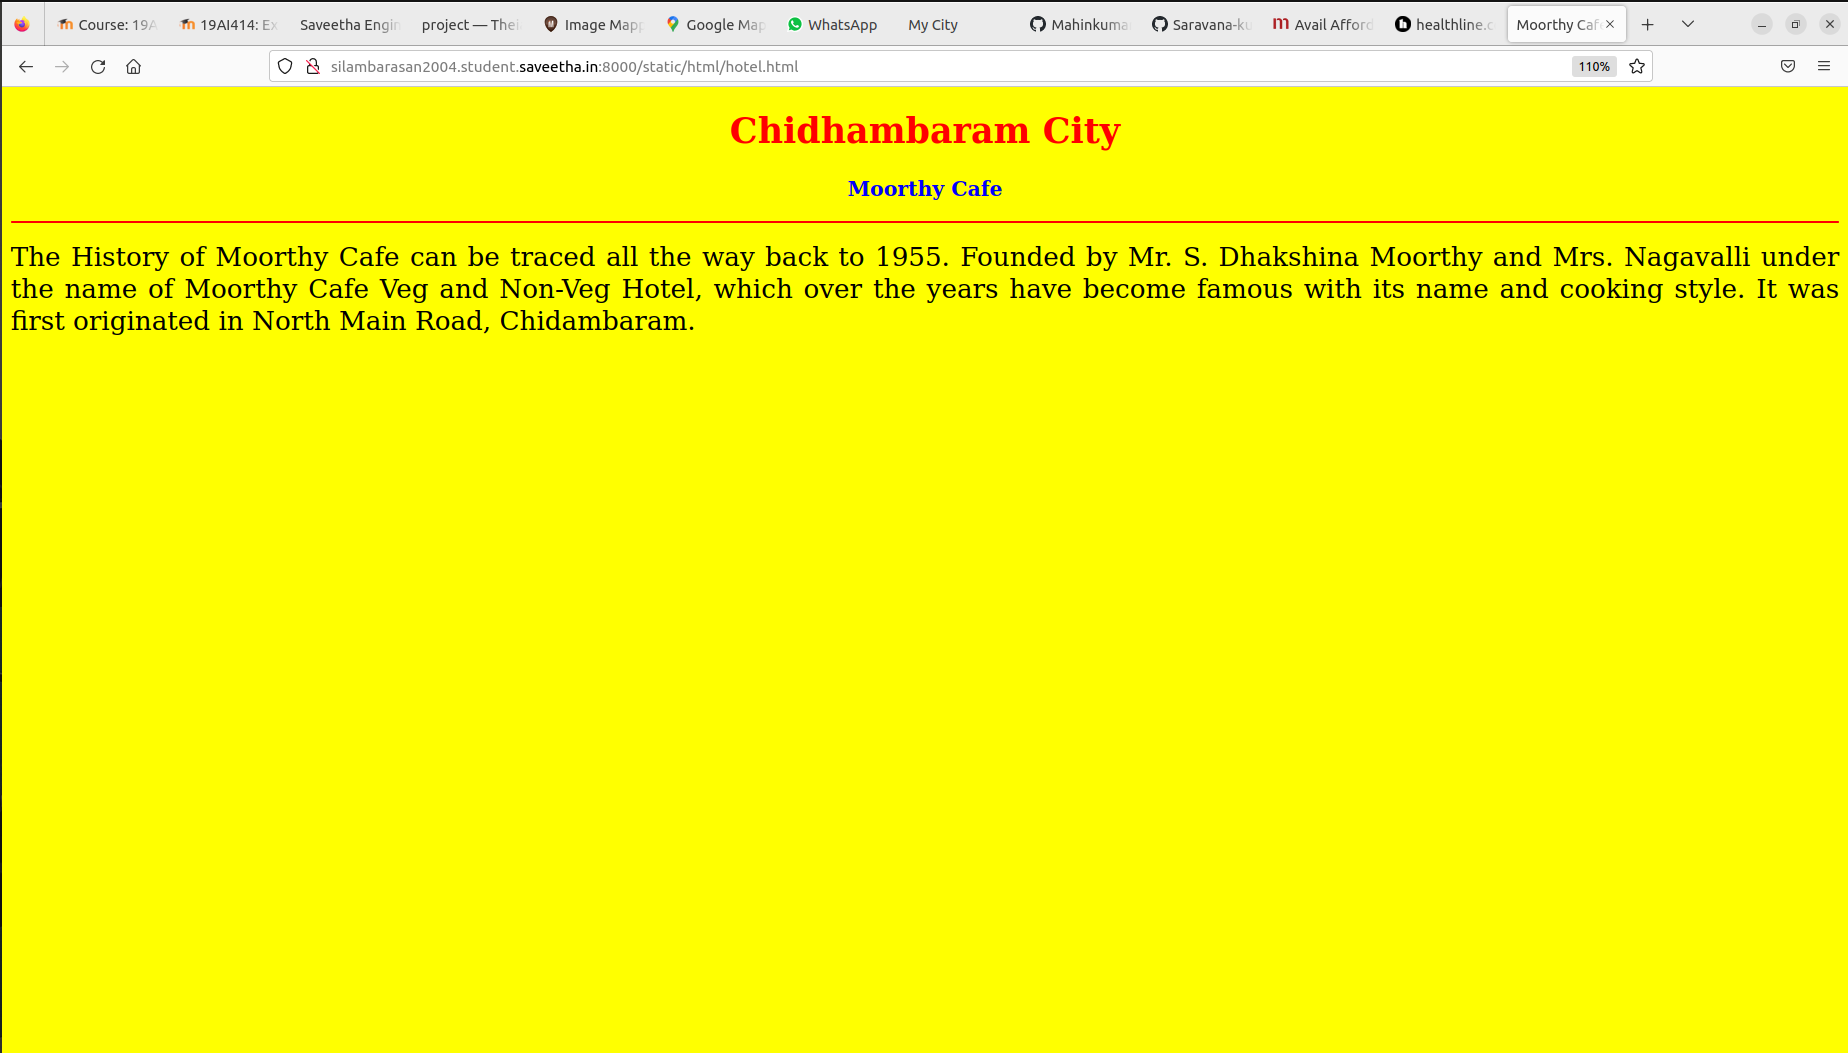 Course: 19A
19AI414: Ex
Saveetha Engin
project — Thei
Image Mapp
Google Map
WhatsApp
My City
Mahinkuma
Saravana-ku
Avail Afford
healthline.c
Moorthy Caf
silambarasan2004.student.saveetha.in:8000/static/html/hotel.html
110%
Chidhambaram City
Moorthy Cafe
The History of Moorthy Cafe can be traced all the way back to 1955. Founded by Mr. S. Dhakshina Moorthy and Mrs. Nagavalli under
the name of Moorthy Cafe Veg and Non-Veg Hotel, which over the years have become famous with its name and cooking style. It was
first originated in North Main Road, Chidambaram.